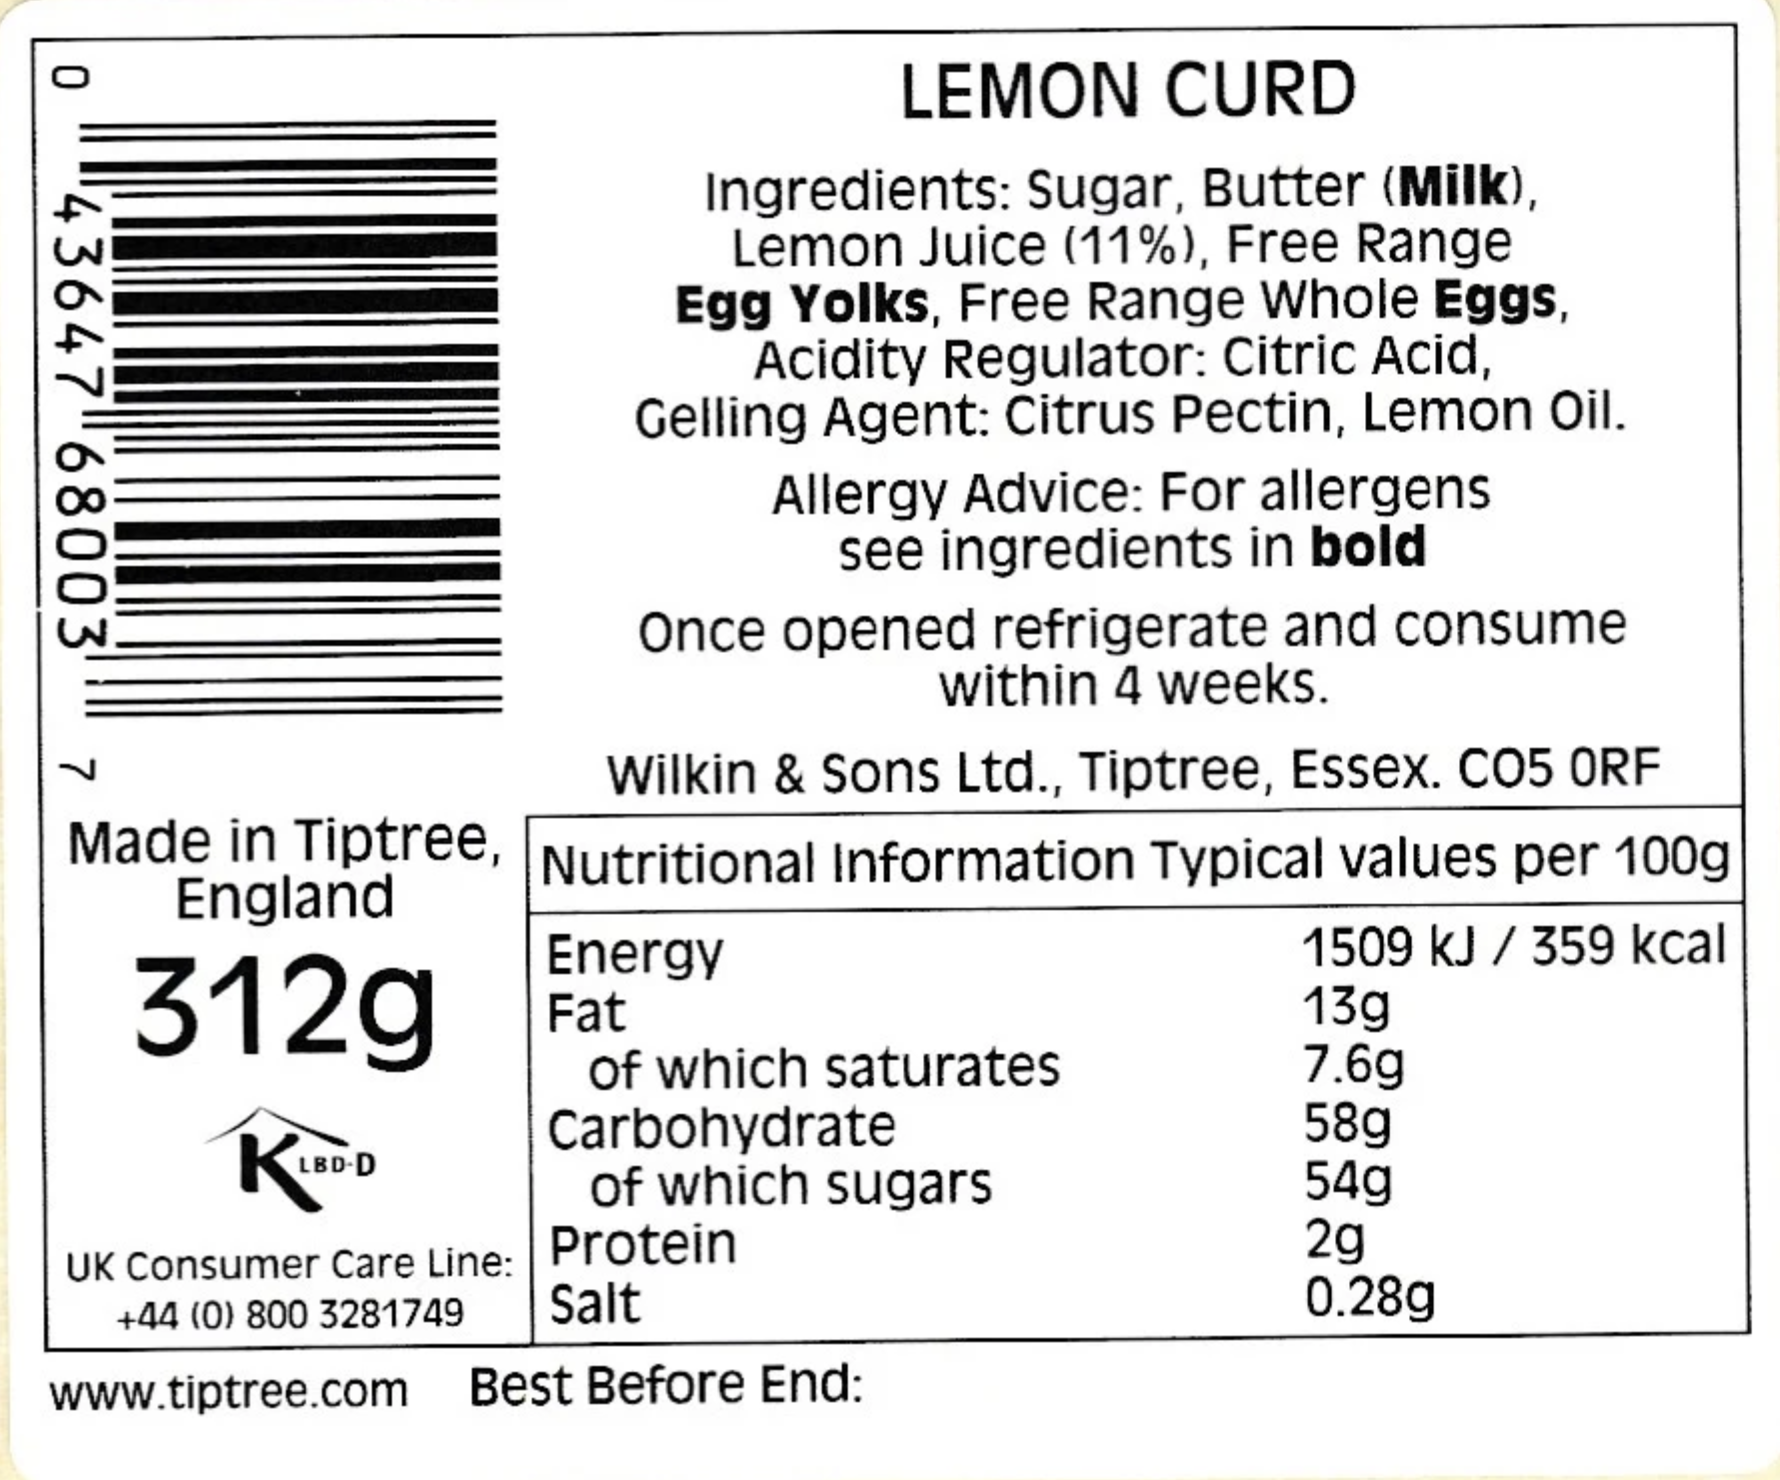 LEMON CURD
Ingredients: Sugar, Butter (Milk),
Lemon Juice (11%), Free Range
Egg Yolks, Free Range Whole Eggs,
Acidity Regulator: Citric Acid,
Gelling Agent: Citrus Pectin, Lemon Oil.
Allergy Advice: For allergens
see ingredients in bold
Once opened refrigerate and consume
within 4 weeks.
Wilkin & Sons Ltd., Tiptree, Essex. CO5 0RF
0 43647 68003 7
Made in Tiptree,
England
312g
KLBD-D
UK Consumer Care Line:
+44 (0) 800 3281749
Nutritional Information Typical values per 100g
Energy 1509 kJ / 359 kcal
Fat 13g
of which saturates 7.6g
Carbohydrate 58g
of which sugars 54g
Protein 2g
Salt 0.28g
www.tiptree.com Best Before End: